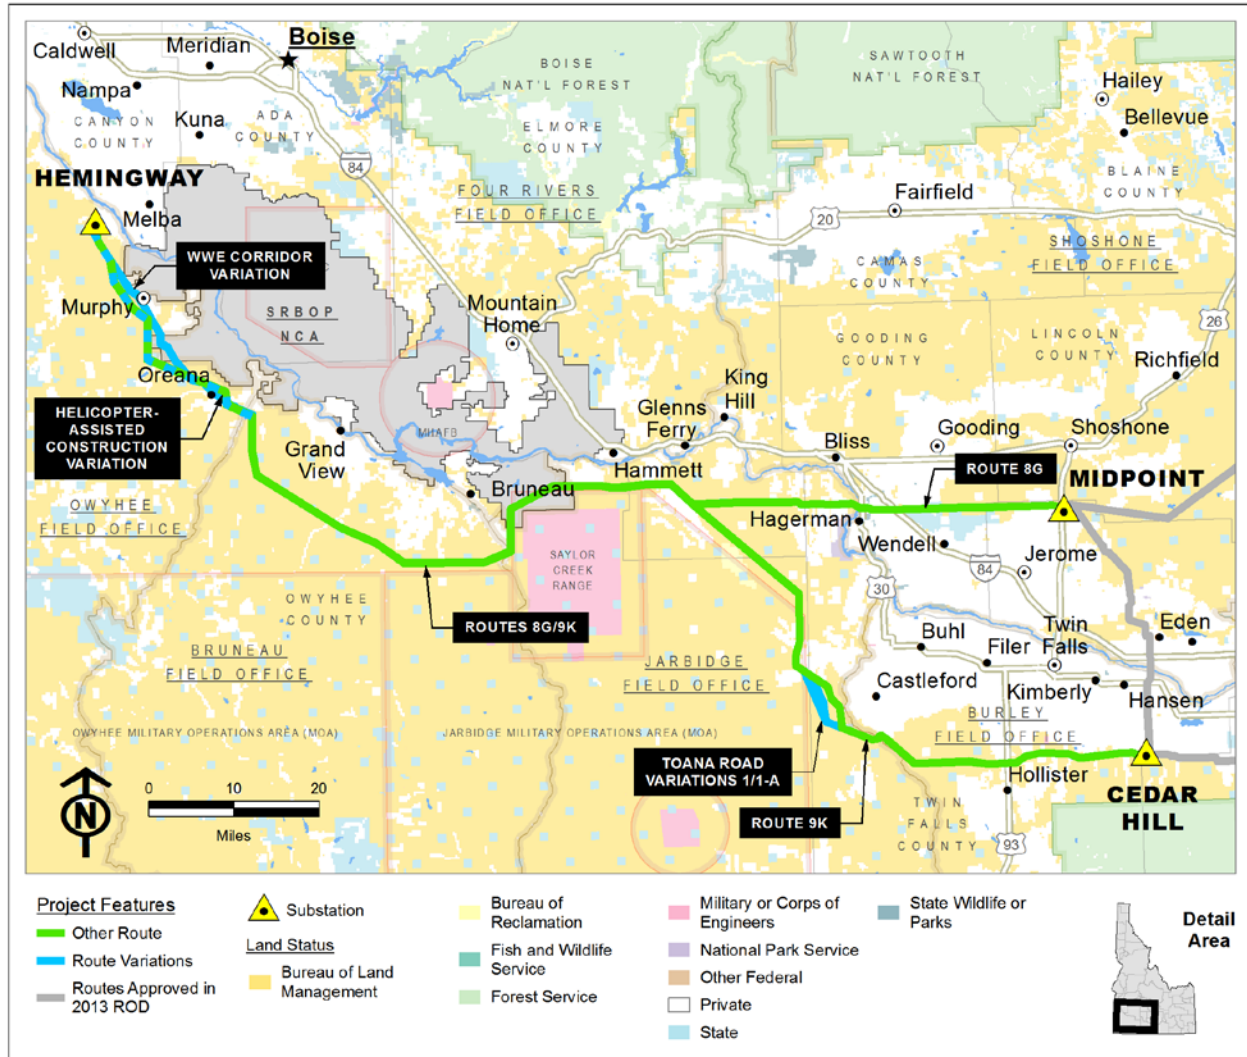 Caldwell
Meridian
Boise
Nampa
CANYON
COUNTY
Kuna
ADA
COUNTY
84
BOISE
NAT'L FOREST
ELMORE
COUNTY
SAWTOOTH
NAT'L FOREST
Hailey
Bellevue
BLAINE
COUNTY
HEMINGWAY
Melba
FOUR RIVERS
FIELD OFFICE
Fairfield
20
SHOSHONE
FIELD OFFICE
CAMAS
COUNTY
WWE CORRIDOR
VARIATION
Murphy
SRBOP
NCA
Mountain
Home
GOODING
COUNTY
LINCOLN
COUNTY
26
Richfield
Oreana
HELICOPTER-
ASSISTED
CONSTRUCTION
VARIATION
Grand
View
MHAFB
King
Hill
Glenns
Ferry
Hammett
Bliss
Gooding
Shoshone
ROUTE 8G
MIDPOINT
Bruneau
OWYHEE
FIELD OFFICE
Hagerman
Wendell
84
Jerome
SAYLOR
CREEK
RANGE
30
OWYHEE
COUNTY
ROUTES 8G/9K
BRUNEAU
FIELD OFFICE
JARBIDGE
FIELD OFFICE
Buhl
Filer
Twin
Falls
Eden
Castleford
Kimberly
Hansen
BURLEY
FIELD OFFICE
OWYHEE MILITARY OPERATIONS AREA (MOA)
JARBIDGE MILITARY OPERATIONS AREA (MOA)
TOANA ROAD
VARIATIONS 1/1-A
ROUTE 9K
Hollister
CEDAR
HILL
TWIN
FALLS
COUNTY
93
N
0
10
20
Miles
Project Features
Other Route
Route Variations
Routes Approved in
2013 ROD
Substation
Land Status
Bureau of Land
Management
Bureau of
Reclamation
Fish and Wildlife
Service
Forest Service
Military or Corps of
Engineers
National Park Service
Other Federal
Private
State
State Wildlife or
Parks
Detail
Area